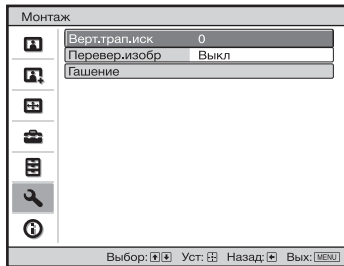 Монтаж
Верт.трап.иск 0
Перевер.изобр Выкл
Гашение
Выбор: Уст: Назад: Вых: MENU